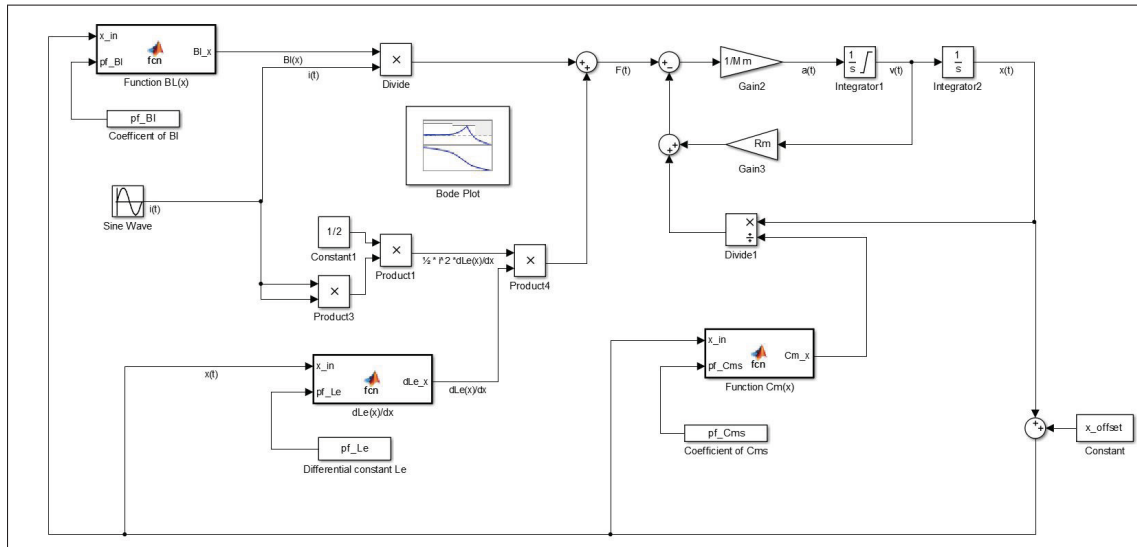 x_in
pf_Bl
fcn
Bl_x
Function BL(x)
pf_Bl
Coefficent of Bl
Bl(x)
i(t)
×
Divide
F(t)
1/Mm
Gain2
a(t)
1
s
Integrator1
v(t)
1
s
Integrator2
x(t)
Rm
Gain3
Bode Plot
Sine Wave
i(t)
1/2
Constant1
×
Product1
½ * i^2 *dLe(x)/dx
×
Product4
×
Product3
×
÷
Divide1
x_in
pf_Cms
fcn
Cm_x
Function Cm(x)
pf_Cms
Coefficient of Cms
x(t)
x_in
pf_Le
fcn
dLe_x
dLe(x)/dx
dLe(x)/dx
pf_Le
Differential constant Le
x_offset
Constant